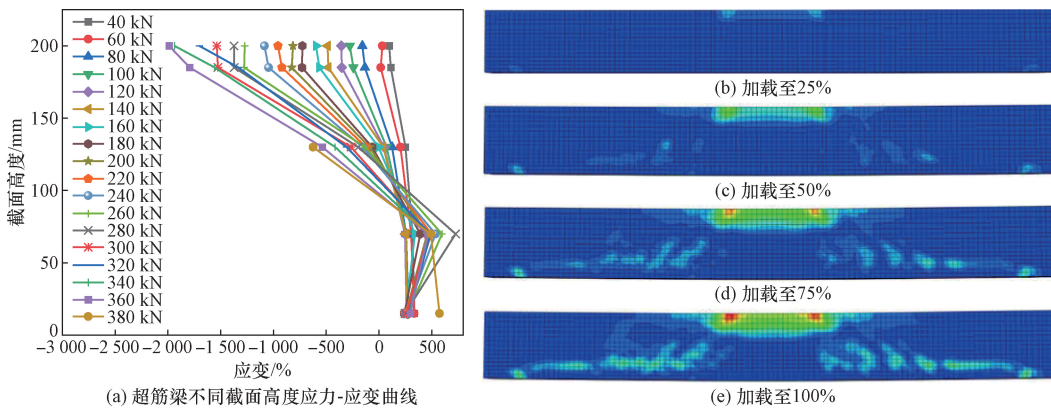 40 kN
60 kN
80 kN
100 kN
120 kN
140 kN
160 kN
180 kN
200 kN
220 kN
240 kN
260 kN
280 kN
300 kN
320 kN
340 kN
360 kN
380 kN
200
150
100
50
0
截面高度/mm
−3 000 −2 500 −2 000 −1 500 −1 000 −500 0 500
应变/%
(a) 超筋梁不同截面高度应力-应变曲线
(b) 加载至25%
(c) 加载至50%
(d) 加载至75%
(e) 加载至100%